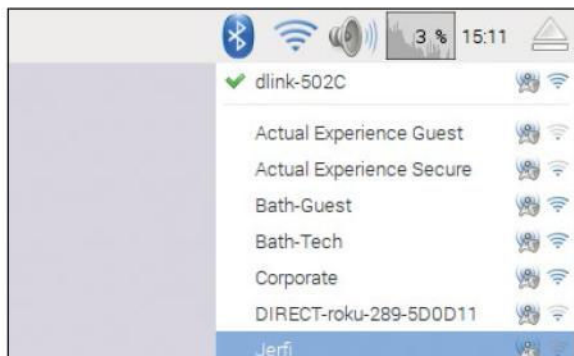 3 % 15:11
dlink-502C
Actual Experience Guest
Actual Experience Secure
Bath-Guest
Bath-Tech
Corporate
DIRECT-roku-289-5D0D11
Jerfi